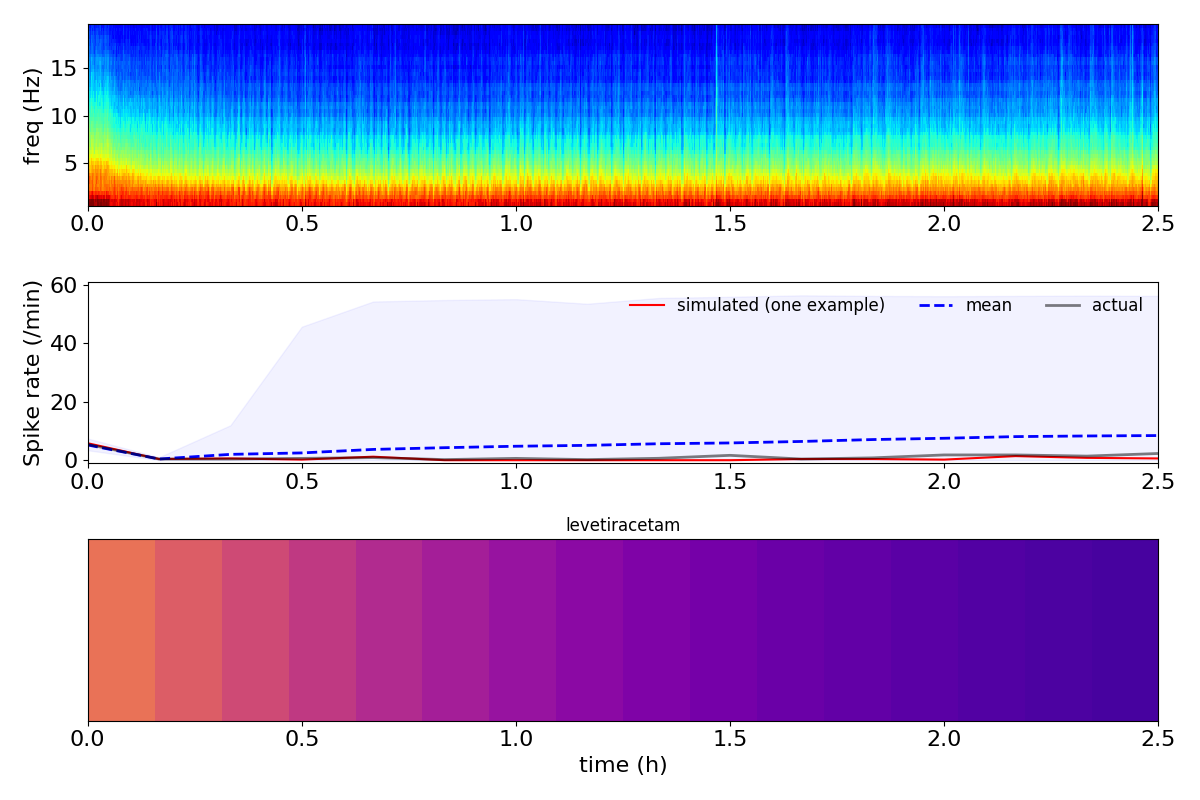 freq (Hz)
15
10
5
0.0 0.5 1.0 1.5 2.0 2.5
Spike rate (/min)
60
40
20
0
simulated (one example) mean actual
0.0 0.5 1.0 1.5 2.0 2.5
levetiracetam
0.0 0.5 1.0 1.5 2.0 2.5
time (h)